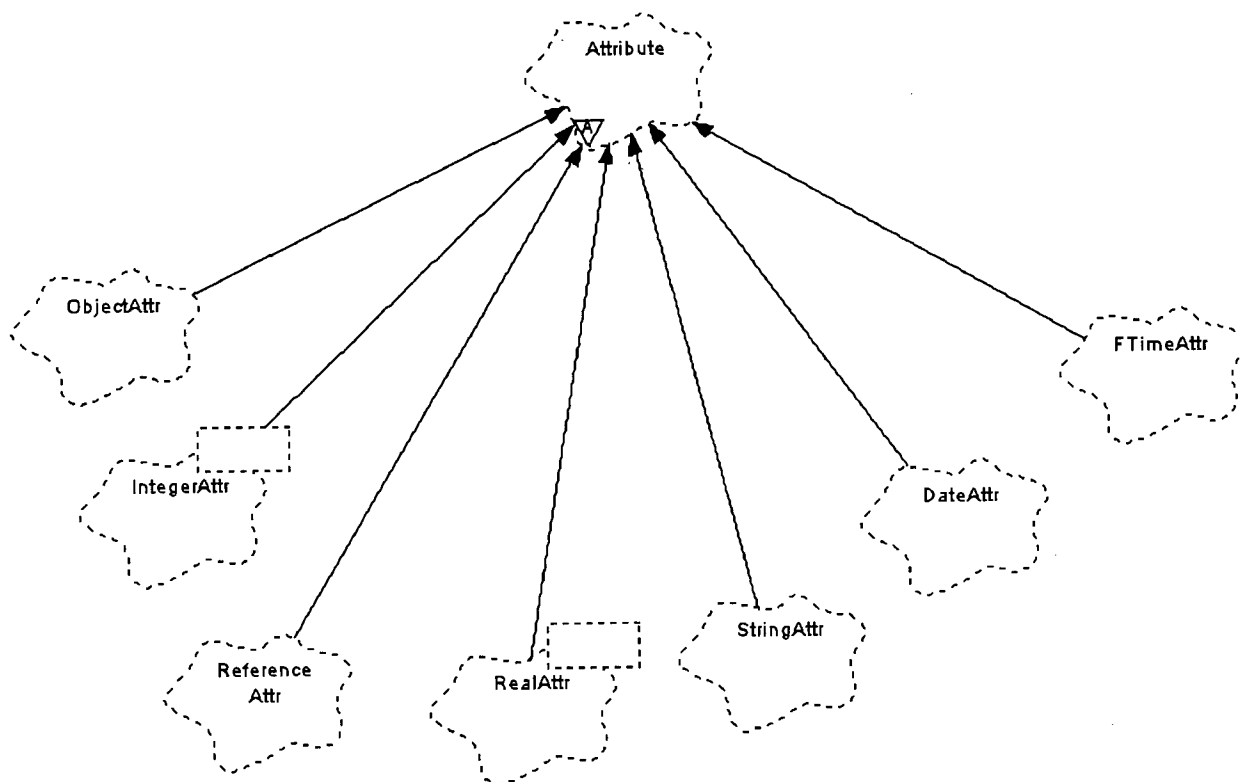 Attribute
A
ObjectAttr
FTimeAttr
IntegerAttr
DateAttr
StringAttr
Reference
Attr
RealAttr